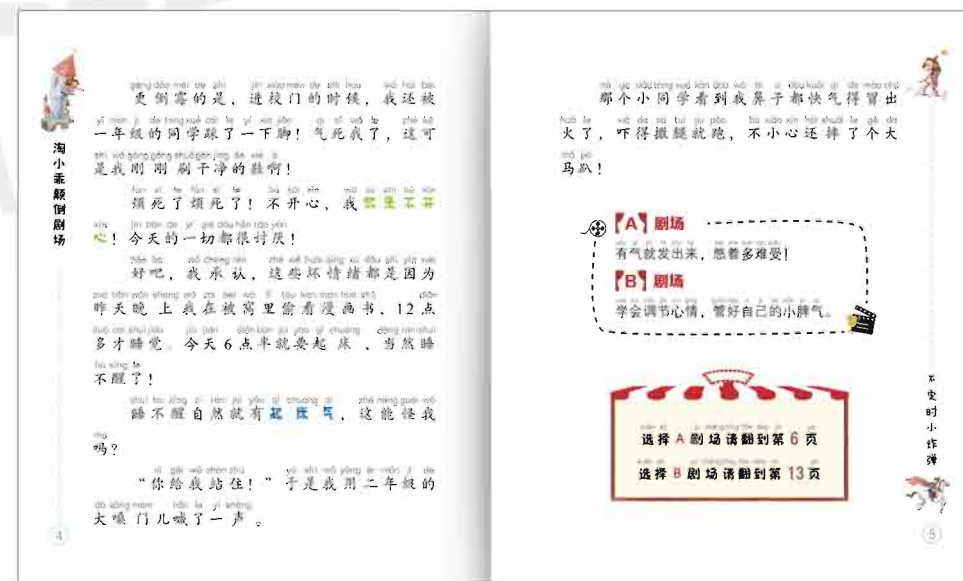 淘小乖颠倒剧场
更倒霉的是，进校门的时候，我还被
一年级的同学踩了一下脚！气死我了，这可
是我刚刚刷干净的鞋啊！
烦死了烦死了！不开心，我就是不开
心！今天的一切都很讨厌！
好吧，我承认，这些坏情绪都是因为
昨天晚上我在被窝里偷看漫画书、12点
多才睡觉。今天6点半就要起床，当然睡
不醒了！
睡不醒自然就有起床气，这能怪我
吗？
“你给我站住！”于是我用二年级的
大嗓门儿喊了一声。
4
那个小同学看到我鼻子都快气得冒出
火了，吓得撒腿就跑，不小心还摔了个大
马趴！
【A】剧场
有气就发出来，憋着多难受！
【B】剧场
学会调节心情，管好自己的小脾气。
选择A剧场请翻到第6页
选择B剧场请翻到第13页
不定时小炸弹
5